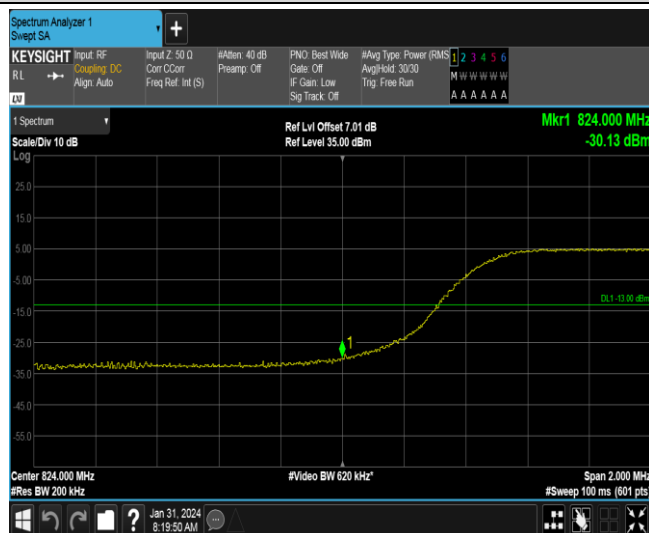 Spectrum Analyzer 1
Swept SA
KEYSIGHT
RL
Input: RF
Coupling: DC
Align: Auto
Input Z: 50 Ω
Corr CCorr
Freq Ref: Int (S)
#Atten: 40 dB
Preamp: Off
PNO: Best Wide
Gate: Off
IF Gain: Low
Sig Track: Off
#Avg Type: Power (RMS
Avg|Hold: 30/30
Trig: Free Run
1 2 3 4 5 6
M W W W W W
A A A A A A
LXI
1 Spectrum
Scale/Div 10 dB
Log
Ref Lvl Offset 7.01 dB
Ref Level 35.00 dBm
Mkr1 824.000 MHz
-30.13 dBm
25.0
15.0
5.00
-5.00
DL1 -13.00 dBm
-15.0
1
-25.0
-35.0
-45.0
-55.0
Center 824.000 MHz
#Video BW 620 kHz*
Span 2.000 MHz
#Res BW 200 kHz
#Sweep 100 ms (601 pts)
?
Jan 31, 2024
8:19:50 AM